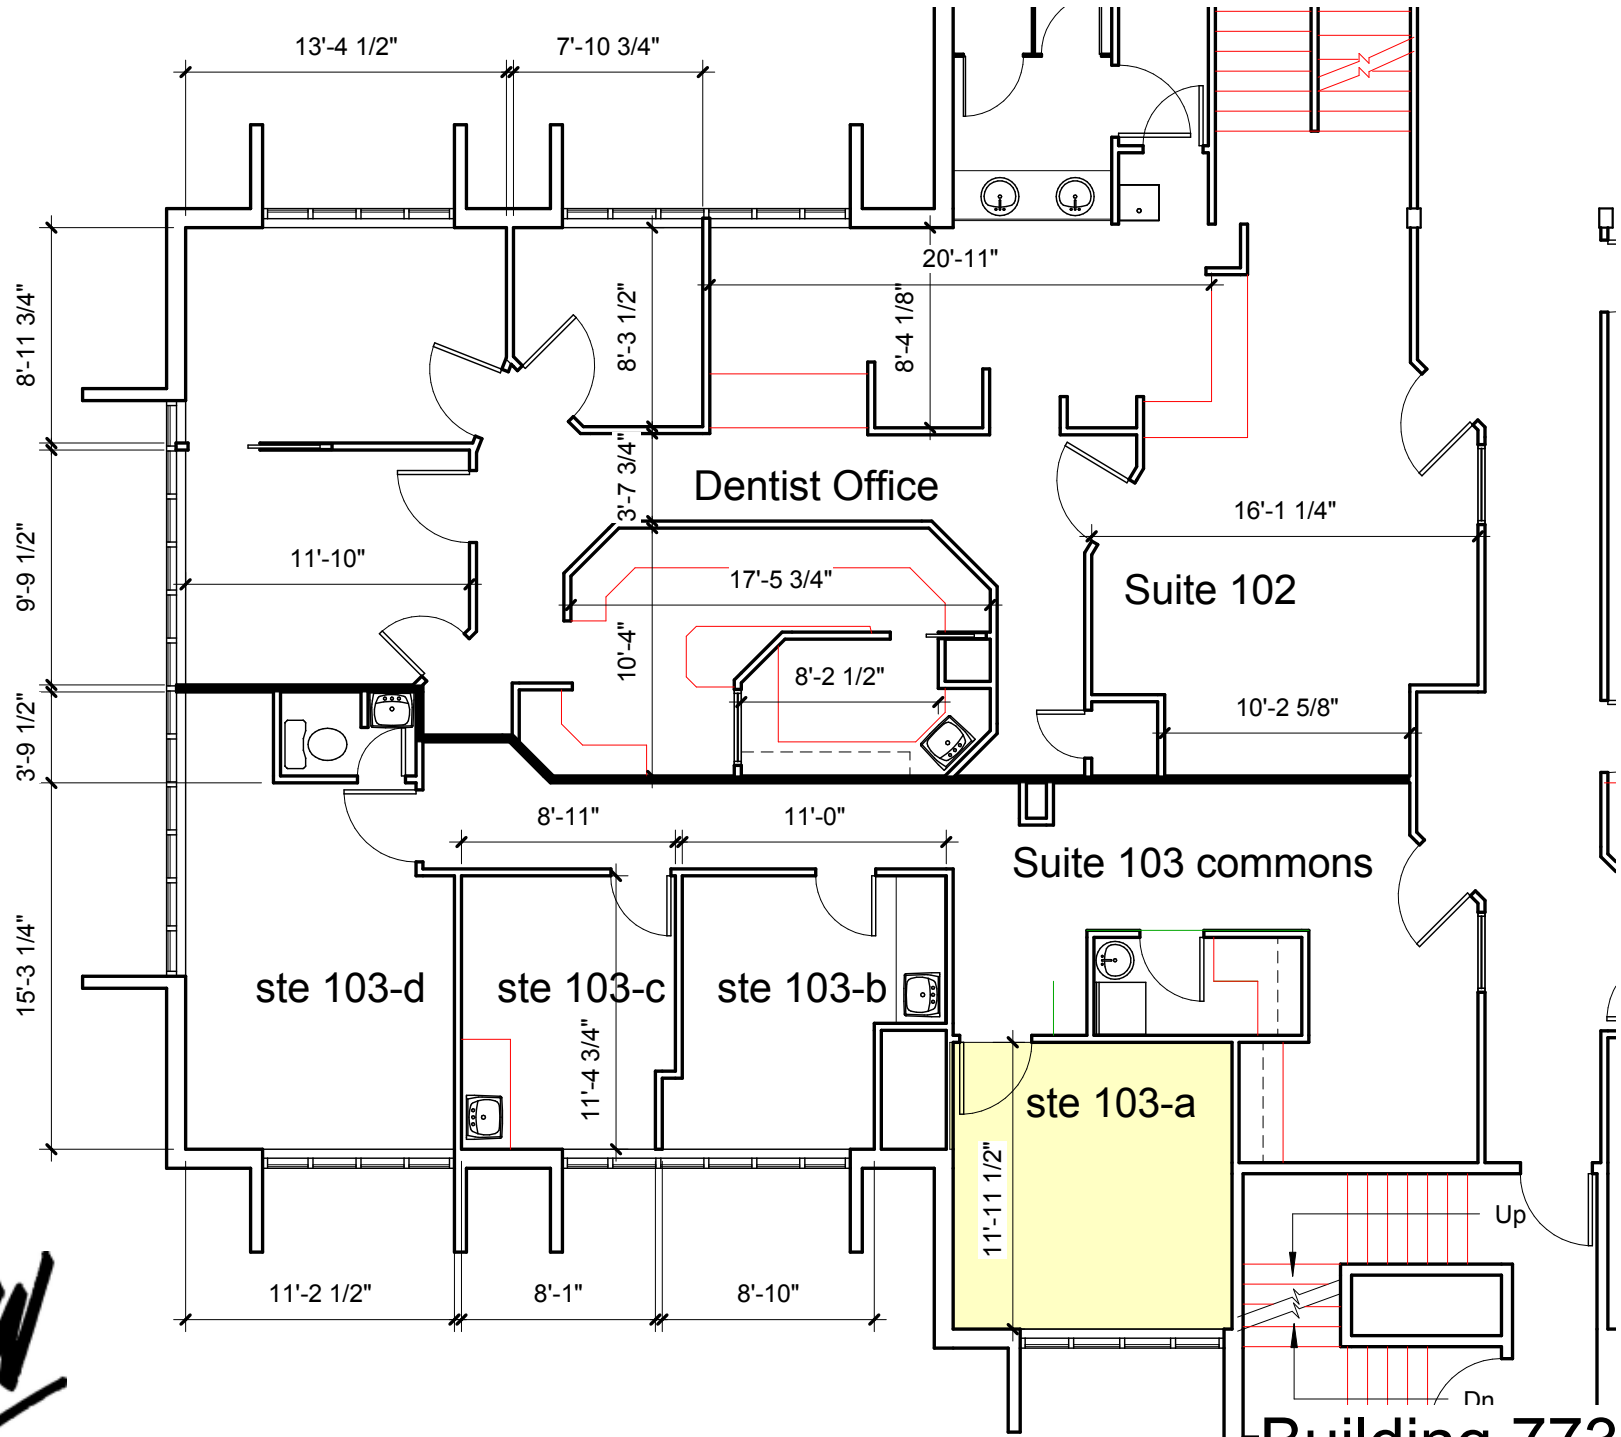 13'-4 1/2"
7'-10 3/4"
20'-11"
8'-11 3/4"
8'-3 1/2"
8'-4 1/8"
3'-7 3/4"
Dentist Office
16'-1 1/4"
9'-9 1/2"
11'-10"
17'-5 3/4"
Suite 102
10'-4"
8'-2 1/2"
10'-2 5/8"
3'-9 1/2"
8'-11"
11'-0"
Suite 103 commons
15'-3 1/4"
ste 103-d
ste 103-c
ste 103-b
11'-4 3/4"
ste 103-a
11'-11 1/2"
Up
11'-2 1/2"
8'-1"
8'-10"
Dn
Building 773